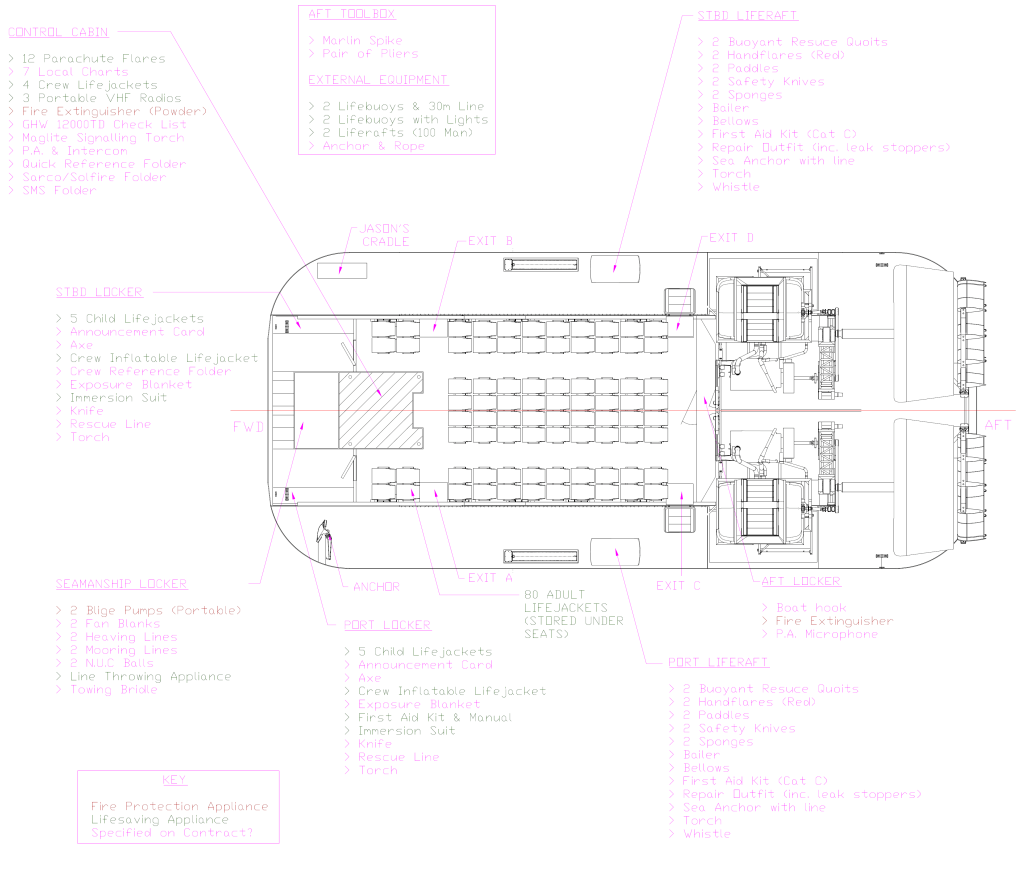 CONTROL CABIN
> 12 Parachute Flares
> 7 Local Charts
> 4 Crew Lifejackets
> 3 Portable VHF Radios
> Fire Extinguisher (Powder)
> GHW 12000TD Check List
> Maglite Signalling Torch
> P.A. & Intercom
> Quick Reference Folder
> Sarco/Solfire Folder
> SMS Folder
AFT TOOLBOX
> Marlin Spike
> Pair of Pliers
EXTERNAL EQUIPMENT
> 2 Lifebuoys & 30m Line
> 2 Lifebuoys with Lights
> 2 Liferafts (100 Man)
> Anchor & Rope
STBD LIFERAFT
> 2 Buoyant Resuce Quoits
> 2 Handflares (Red)
> 2 Paddles
> 2 Safety Knives
> 2 Sponges
> Bailer
> Bellows
> First Aid Kit (Cat C)
> Repair Outfit (inc. leak stoppers)
> Sea Anchor with line
> Torch
> Whistle
JASON'S
CRADLE
EXIT B
EXIT D
STBD LOCKER
> 5 Child Lifejackets
> Announcement Card
> Axe
> Crew Inflatable Lifejacket
> Crew Reference Folder
> Exposure Blanket
> Immersion Suit
> Knife
> Rescue Line
> Torch
FWD
AFT
SEAMANSHIP LOCKER
> 2 Blige Pumps (Portable)
> 2 Fan Blanks
> 2 Heaving Lines
> 2 Mooring Lines
> 2 N.U.C Balls
> Line Throwing Appliance
> Towing Bridle
ANCHOR
EXIT A
80 ADULT
LIFEJACKETS
(STORED UNDER
SEATS)
EXIT C
AFT LOCKER
> Boat hook
> Fire Extinguisher
> P.A. Microphone
PORT LOCKER
> 5 Child Lifejackets
> Announcement Card
> Axe
> Crew Inflatable Lifejacket
> Exposure Blanket
> First Aid Kit & Manual
> Immersion Suit
> Knife
> Rescue Line
> Torch
PORT LIFERAFT
> 2 Buoyant Resuce Quoits
> 2 Handflares (Red)
> 2 Paddles
> 2 Safety Knives
> 2 Sponges
> Bailer
> Bellows
> First Aid Kit (Cat C)
> Repair Outfit (inc. leak stoppers)
> Sea Anchor with line
> Torch
> Whistle
KEY
Fire Protection Appliance
Lifesaving Appliance
Specified on Contract?